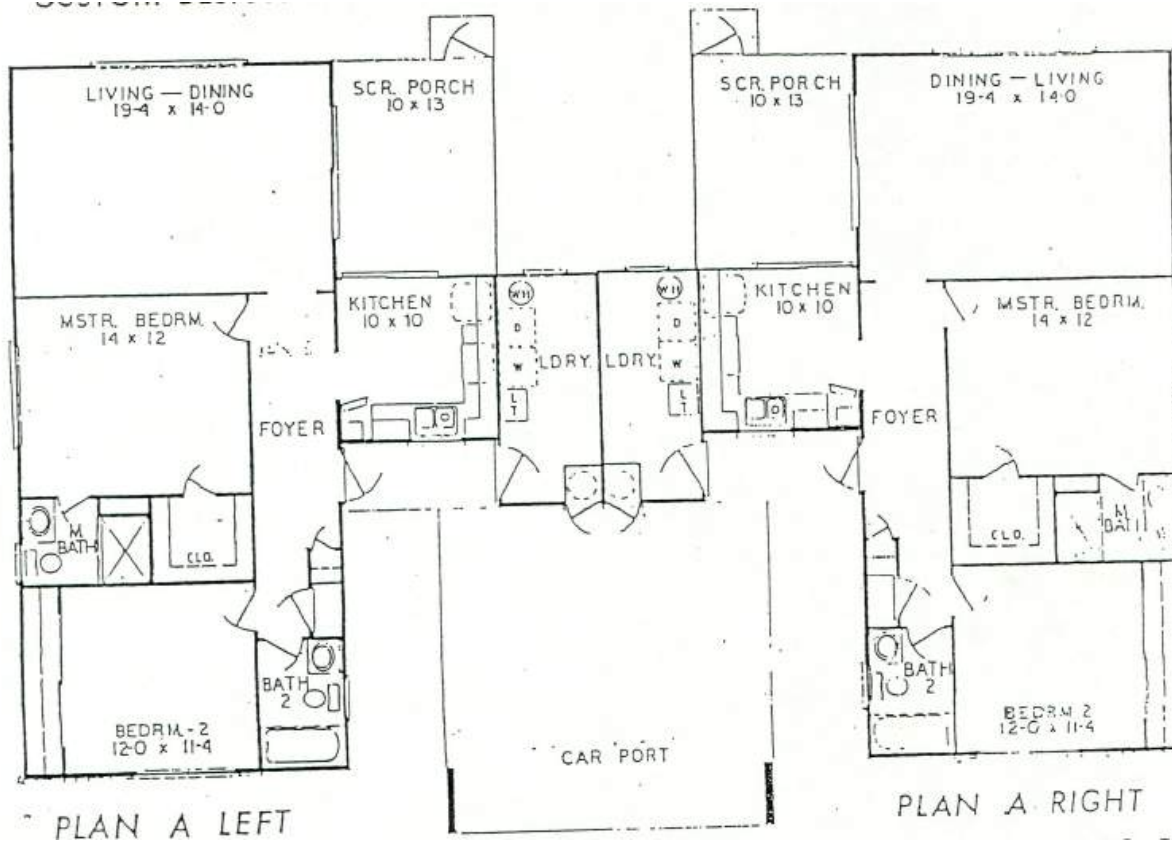 LIVING — DINING
19-4 x 14-0
SCR. PORCH
10 x 13
SCR. PORCH
10 x 13
DINING — LIVING
19-4 x 14-0
MSTR. BEDRM.
14 x 12
KITCHEN
10 x 10
WH
D
W
LT
LDRY.
LDRY.
WH
D
W
LT
KITCHEN
10 x 10
MSTR. BEDRM.
14 x 12
FOYER
FOYER
M
BATH
CLO.
CLO.
M
BATH
BATH
2
BATH
2
BEDRM-2
12-0 x 11-4
CAR PORT
BEDRM 2
12-0 x 11-4
PLAN A LEFT
PLAN A RIGHT